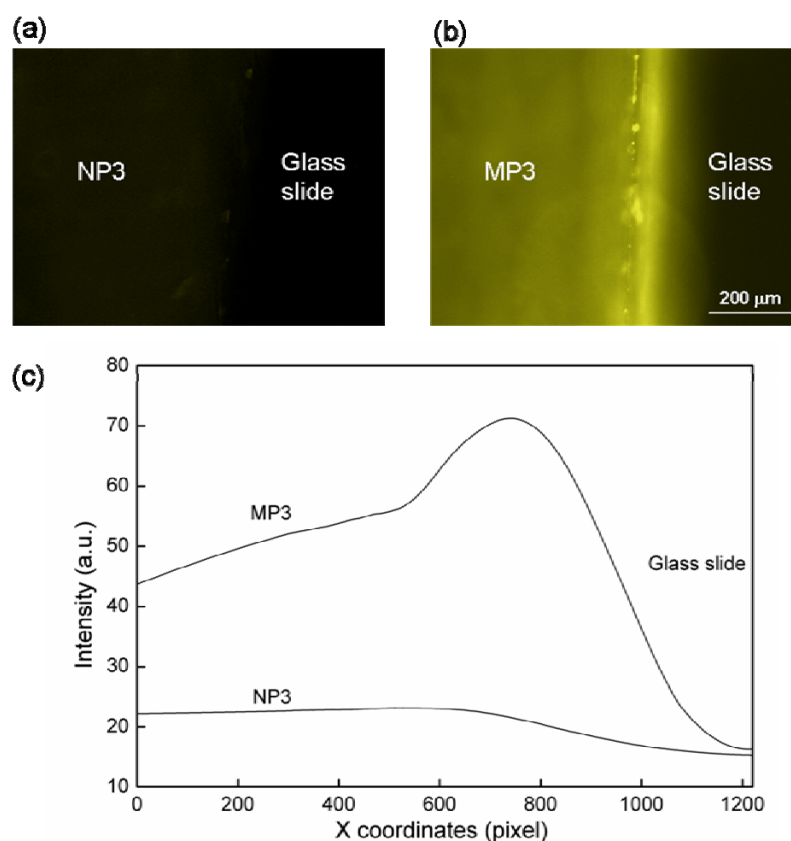 (a)
(b)
NP3
Glass
slide
MP3
Glass
slide
200 μm
(c)
80
70
60
50
40
30
20
10
Intensity (a.u.)
MP3
NP3
Glass slide
0
200
400
600
800
1000
1200
X coordinates (pixel)